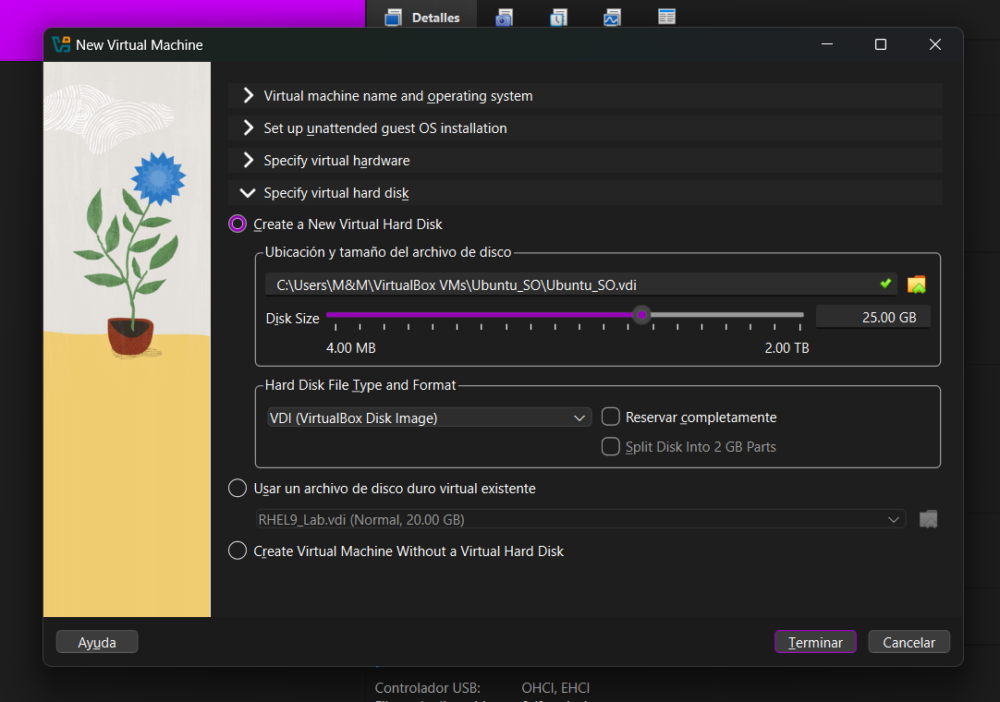 Detalles
New Virtual Machine
Virtual machine name and operating system
Set up unattended guest OS installation
Specify virtual hardware
Specify virtual hard disk
Create a New Virtual Hard Disk
Ubicación y tamaño del archivo de disco
C:\Users\M&M\VirtualBox VMs\Ubuntu_SO\Ubuntu_SO.vdi
Disk Size 25.00 GB
4.00 MB 2.00 TB
Hard Disk File Type and Format
VDI (VirtualBox Disk Image) Reservar completamente
Split Disk Into 2 GB Parts
Usar un archivo de disco duro virtual existente
RHEL9_Lab.vdi (Normal, 20.00 GB)
Create Virtual Machine Without a Virtual Hard Disk
Ayuda Terminar Cancelar
Controlador USB: OHCI, EHCI